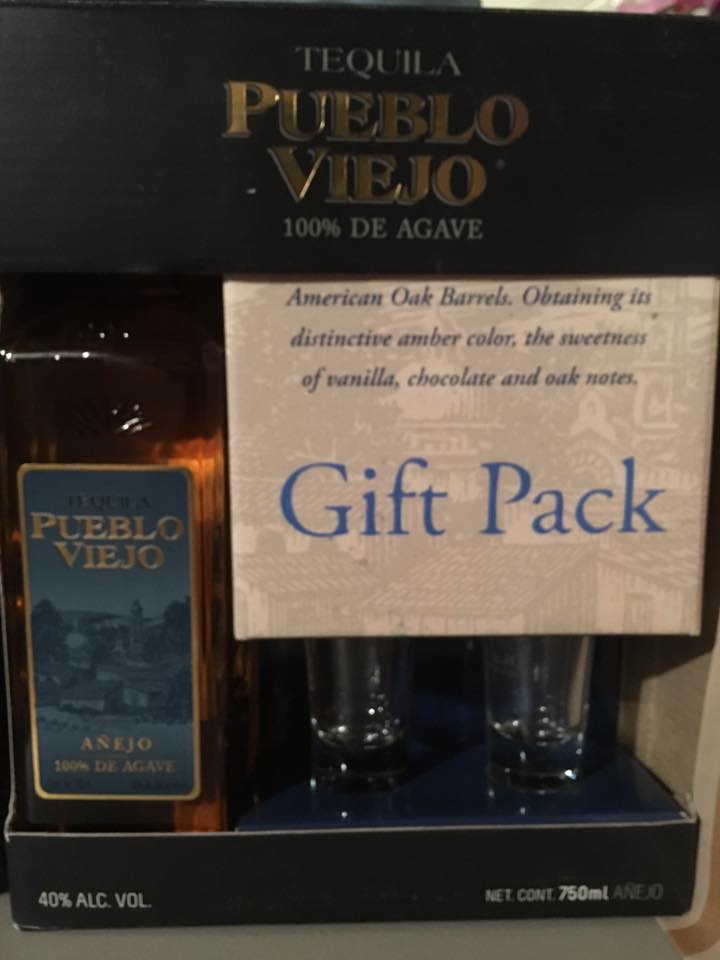 TEQUILA
PUEBLO
VIEJO®
100% DE AGAVE
American Oak Barrels. Obtaining its
distinctive amber color, the sweetness
of vanilla, chocolate and oak notes.
Gift Pack
TEQUILA
PUEBLO
VIEJO
AÑEJO
100% DE AGAVE
40% ALC. VOL.
NET. CONT. 750ml AÑEJO